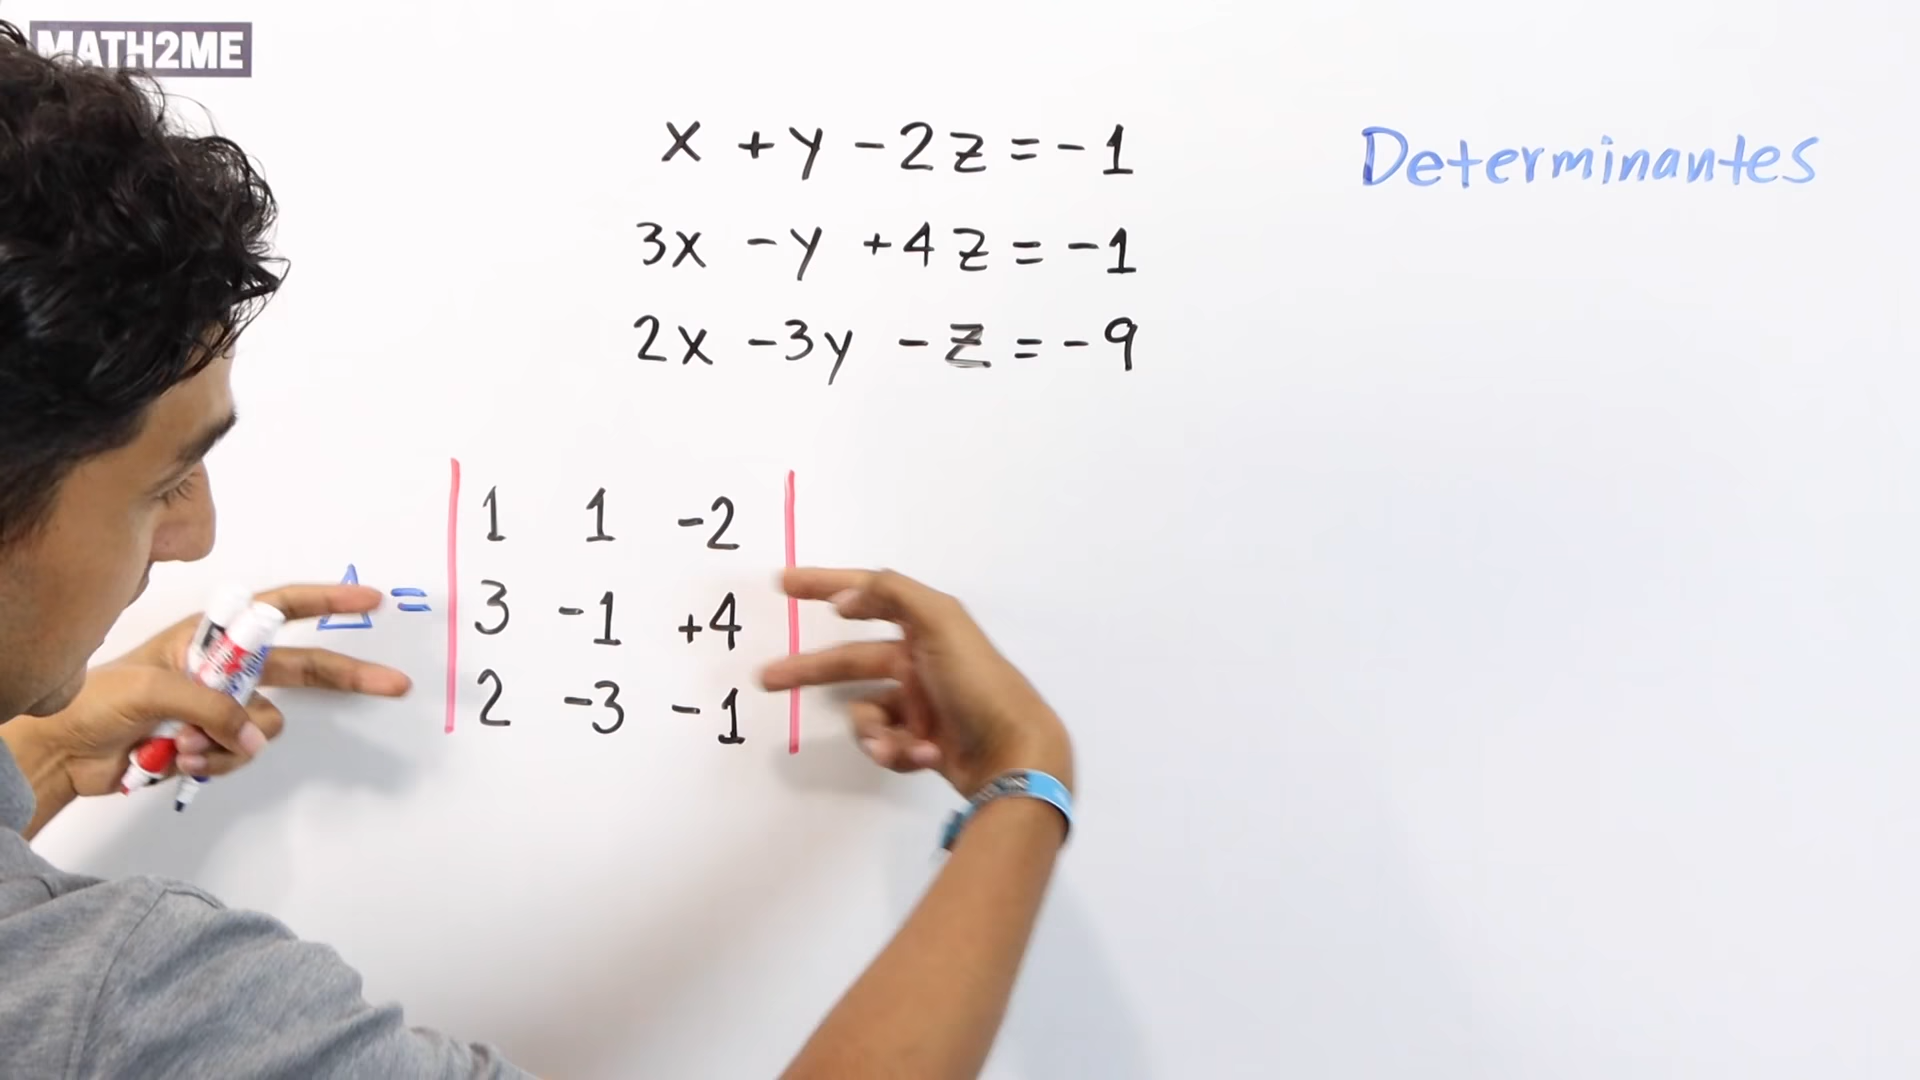 MATH2ME
x + y - 2z = -1
Determinantes
3x - y + 4z = -1
2x - 3y - z = -9
1 1 -2
Δ = 3 -1 +4
2 -3 -1